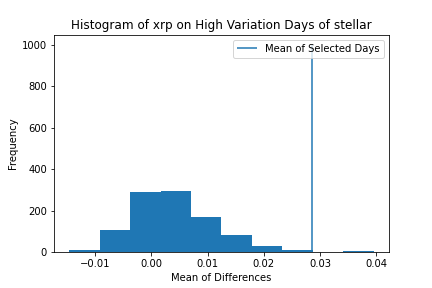 Histogram of xrp on High Variation Days of stellar
Mean of Selected Days
Frequency
1000
800
600
400
200
0
−0.01 0.00 0.01 0.02 0.03 0.04
Mean of Differences